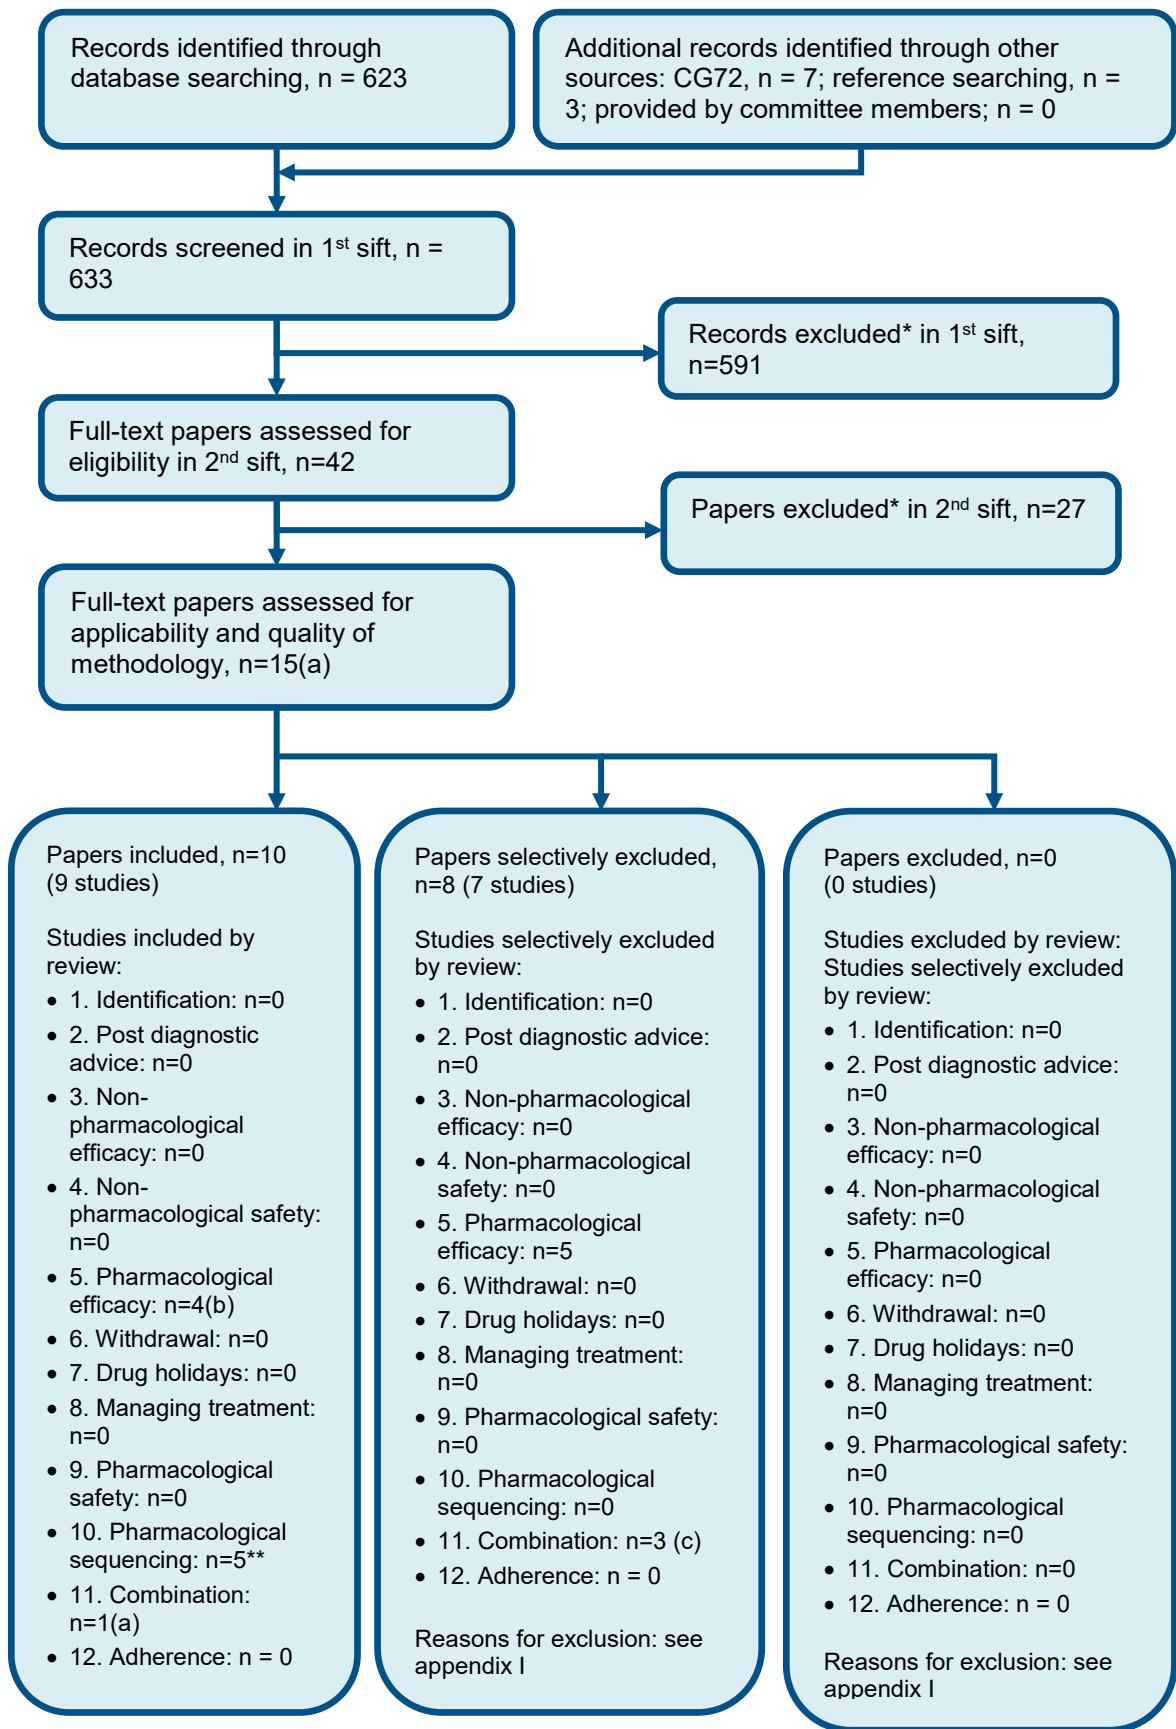 Records identified through
database searching, n = 623
Additional records identified through other
sources: CG72, n = 7; reference searching, n =
3; provided by committee members; n = 0
Records screened in 1st sift, n =
633
Records excluded* in 1st sift,
n=591
Full-text papers assessed for
eligibility in 2nd sift, n=42
Papers excluded* in 2nd sift, n=27
Full-text papers assessed for
applicability and quality of
methodology, n=15(a)
Papers included, n=10
(9 studies)
Studies included by
review:
• 1. Identification: n=0
• 2. Post diagnostic
advice: n=0
• 3. Non-
pharmacological
efficacy: n=0
• 4. Non-
pharmacological safety:
n=0
• 5. Pharmacological
efficacy: n=4(b)
• 6. Withdrawal: n=0
• 7. Drug holidays: n=0
• 8. Managing treatment:
n=0
• 9. Pharmacological
safety: n=0
• 10. Pharmacological
sequencing: n=5**
• 11. Combination:
n=1(a)
• 12. Adherence: n = 0
Papers selectively excluded,
n=8 (7 studies)
Studies selectively excluded
by review:
• 1. Identification: n=0
• 2. Post diagnostic advice:
n=0
• 3. Non-pharmacological
efficacy: n=0
• 4. Non-pharmacological
safety: n=0
• 5. Pharmacological
efficacy: n=5
• 6. Withdrawal: n=0
• 7. Drug holidays: n=0
• 8. Managing treatment:
n=0
• 9. Pharmacological safety:
n=0
• 10. Pharmacological
sequencing: n=0
• 11. Combination: n=3 (c)
• 12. Adherence: n = 0
Reasons for exclusion: see
appendix I
Papers excluded, n=0
(0 studies)
Studies excluded by review:
Studies selectively excluded
by review:
• 1. Identification: n=0
• 2. Post diagnostic advice:
n=0
• 3. Non-pharmacological
efficacy: n=0
• 4. Non-pharmacological
safety: n=0
• 5. Pharmacological
efficacy: n=0
• 6. Withdrawal: n=0
• 7. Drug holidays: n=0
• 8. Managing treatment:
n=0
• 9. Pharmacological safety:
n=0
• 10. Pharmacological
sequencing: n=0
• 11. Combination: n=0
• 12. Adherence: n = 0
Reasons for exclusion: see
appendix I